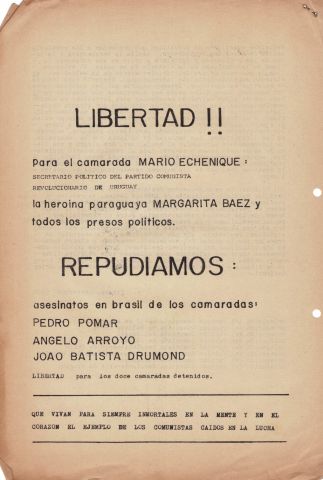 LIBERTAD !!
Para el camarada MARIO ECHENIQUE:
SECRETARIO POLITICO DEL PARTIDO COMUNISTA
REVOLUCIONARIO DE URUGUAY
la heroina paraguaya MARGARITA BAEZ y
todos los presos políticos.
REPUDIAMOS:
asesinatos en brasil de los camaradas:
PEDRO POMAR
ANGELO ARROYO
JOAO BATISTA DRUMOND
LIBERTAD para los doce camaradas detenidos.
QUE VIVAN PARA SIEMPRE INMORTALES EN LA MENTE Y EN EL
CORAZON EL EJEMPLO DE LOS COMUNISTAS CAIDOS EN LA LUCHA